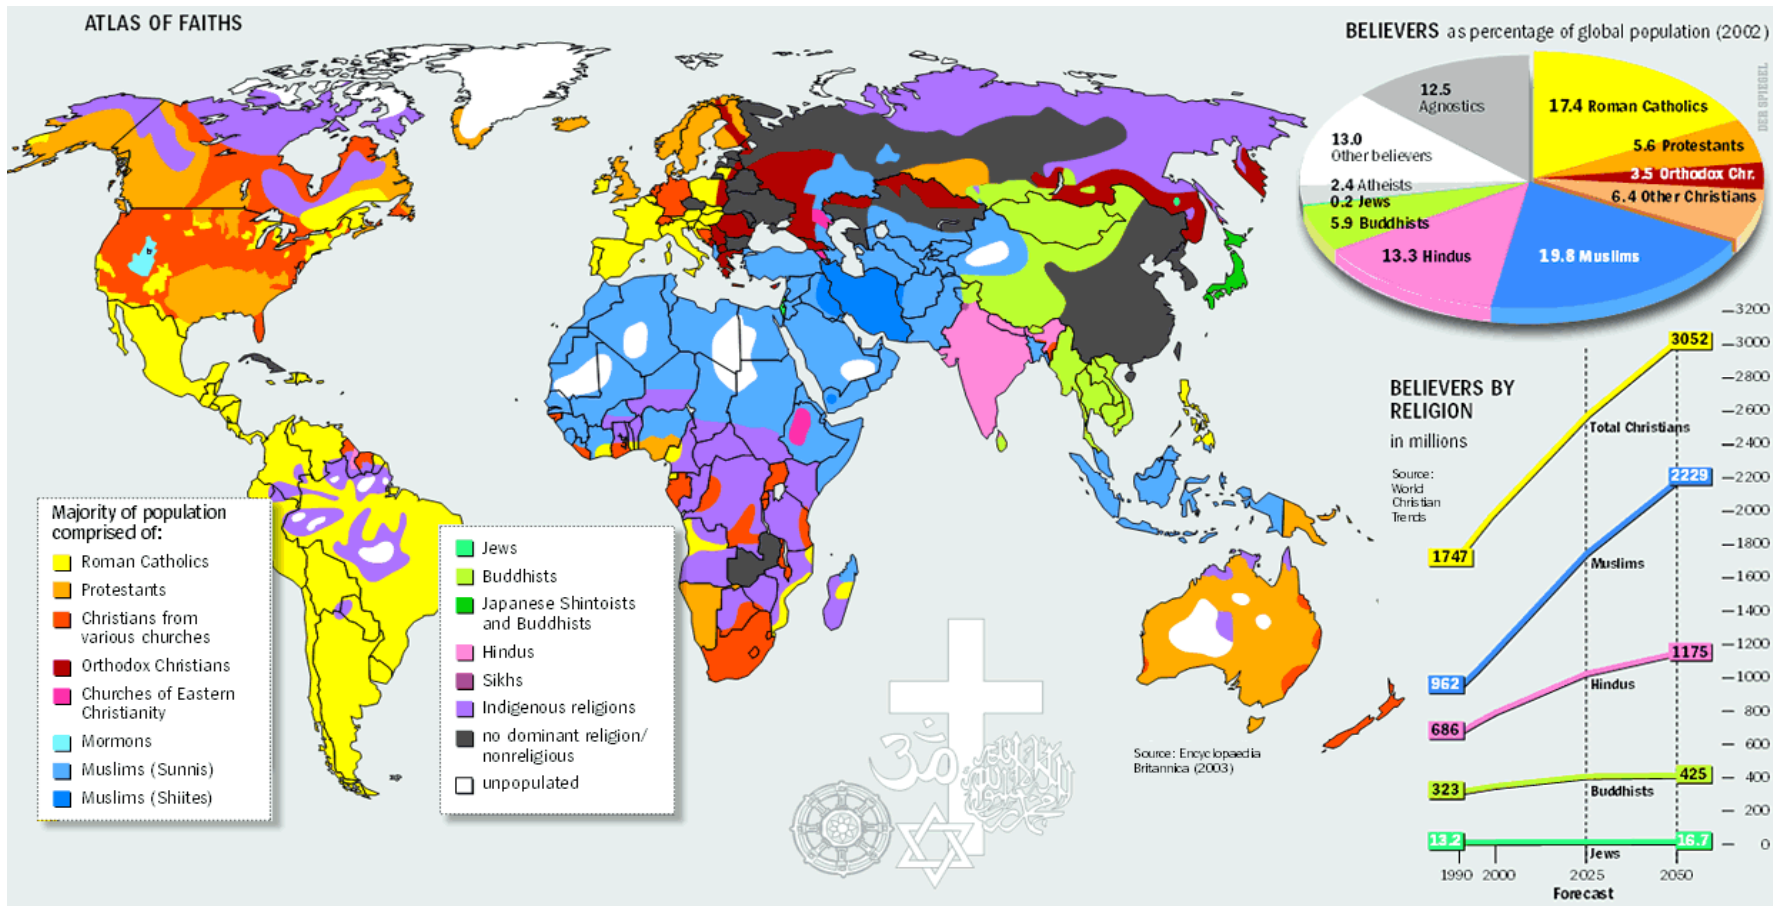 ATLAS OF FAITHS
BELIEVERS as percentage of global population (2002)
12.5
Agnostics
17.4 Roman Catholics
5.6 Protestants
3.5 Orthodox Chr.
6.4 Other Christians
13.0
Other believers
2.4 Atheists
0.2 Jews
5.9 Buddhists
13.3 Hindus
19.8 Muslims
DER SPIEGEL
Majority of population
comprised of:
Roman Catholics
Protestants
Christians from
various churches
Orthodox Christians
Churches of Eastern
Christianity
Mormons
Muslims (Sunnis)
Muslims (Shiites)
Jews
Buddhists
Japanese Shintoists
and Buddhists
Hindus
Sikhs
Indigenous religions
no dominant religion/
nonreligious
unpopulated
Source: Encyclopaedia
Britannica (2003)
BELIEVERS BY
RELIGION
in millions
Source:
World
Christian
Trends
3200
3000
2800
2600
2400
2200
2000
1800
1600
1400
1200
1000
800
600
400
200
0
1747
3052
Total Christians
962
2229
Muslims
686
1175
Hindus
323
425
Buddhists
13.2
16.7
Jews
1990 2000 2025 2050
Forecast